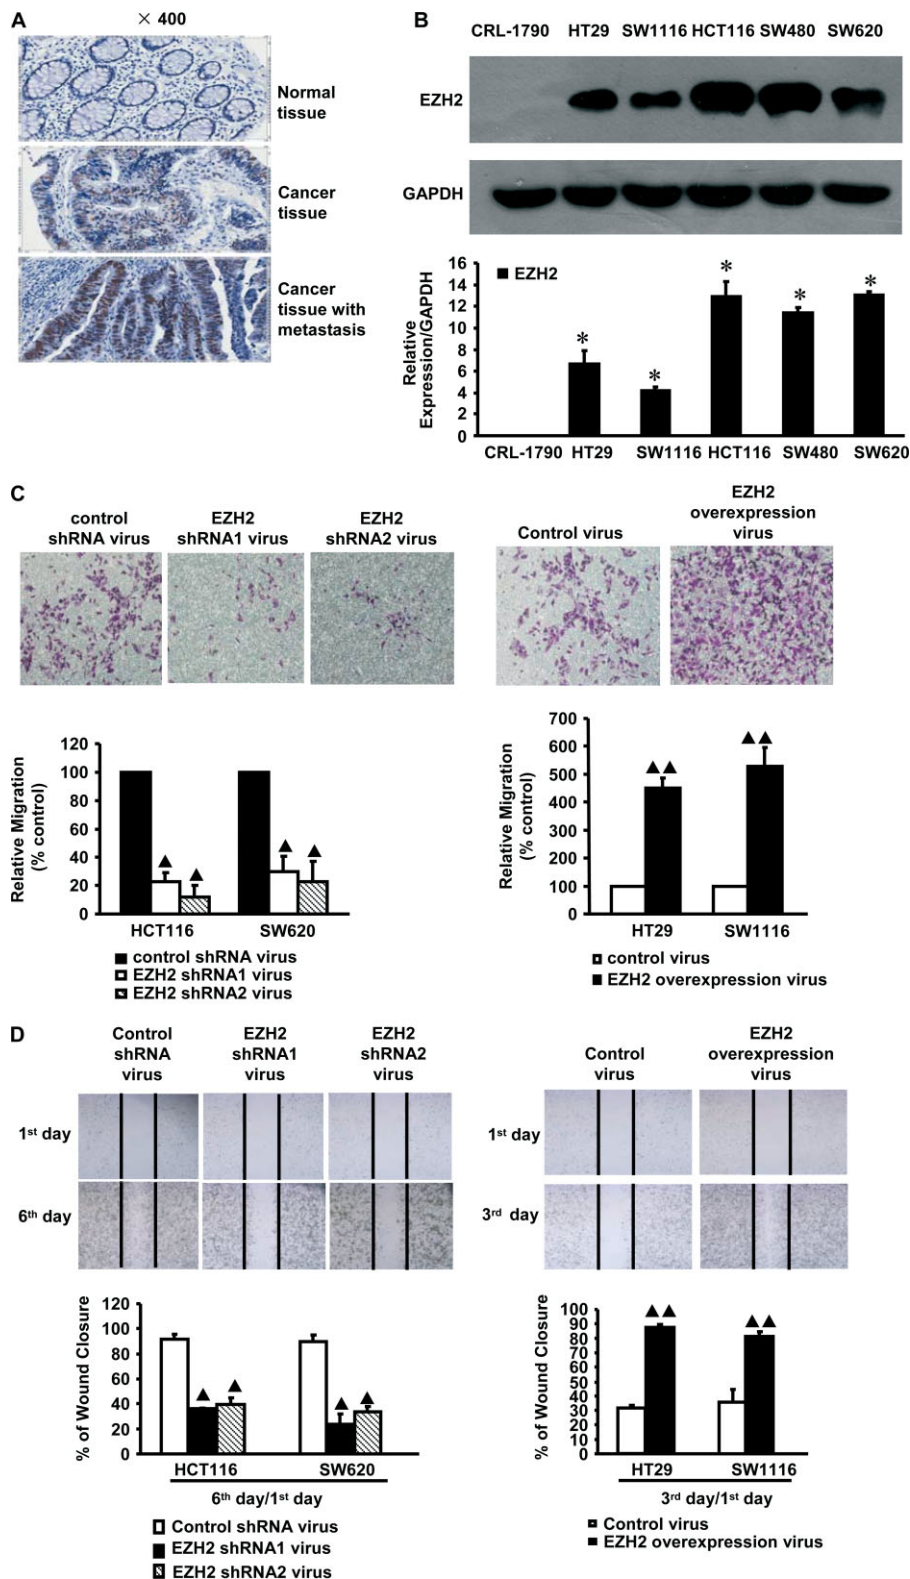 A
× 400
Normal
tissue
Cancer
tissue
Cancer
tissue with
metastasis
B
CRL-1790 HT29 SW1116 HCT116 SW480 SW620
EZH2
GAPDH
Relative
Expression/GAPDH
16
14
12
10
8
6
4
2
0
EZH2
*
*
*
*
*
CRL-1790 HT29 SW1116 HCT116 SW480 SW620
C
control
shRNA virus
EZH2
shRNA1 virus
EZH2
shRNA2 virus
Control virus
EZH2
overexpression
virus
Relative Migration
(% control)
120
100
80
60
40
20
0
▲
▲
▲
▲
HCT116 SW620
control shRNA virus
EZH2 shRNA1 virus
EZH2 shRNA2 virus
Relative Migration
(% control)
700
600
500
400
300
200
100
0
▲▲
▲▲
HT29 SW1116
control virus
EZH2 overexpression virus
D
Control
shRNA
virus
EZH2
shRNA1
virus
EZH2
shRNA2
virus
1st day
6th day
Control
virus
EZH2
overexpression
virus
1st day
3rd day
% of Wound Closure
120
100
80
60
40
20
0
▲
▲
▲
▲
HCT116 SW620
6th day/1st day
Control shRNA virus
EZH2 shRNA1 virus
EZH2 shRNA2 virus
% of Wound Closure
100
90
80
70
60
50
40
30
20
10
0
▲▲
▲▲
HT29 SW1116
3rd day/1st day
Control virus
EZH2 overexpression virus